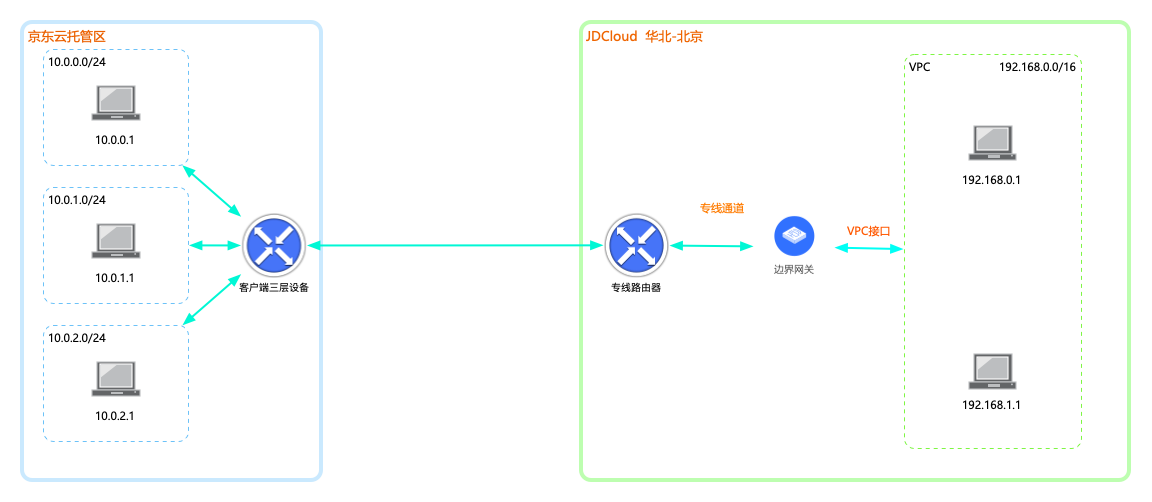 京东云托管区
10.0.0.0/24
10.0.0.1
10.0.1.0/24
10.0.1.1
10.0.2.0/24
10.0.2.1
客户端三层设备
JDCloud 华北-北京
专线路由器
专线通道
边界网关
VPC接口
VPC 192.168.0.0/16
192.168.0.1
192.168.1.1